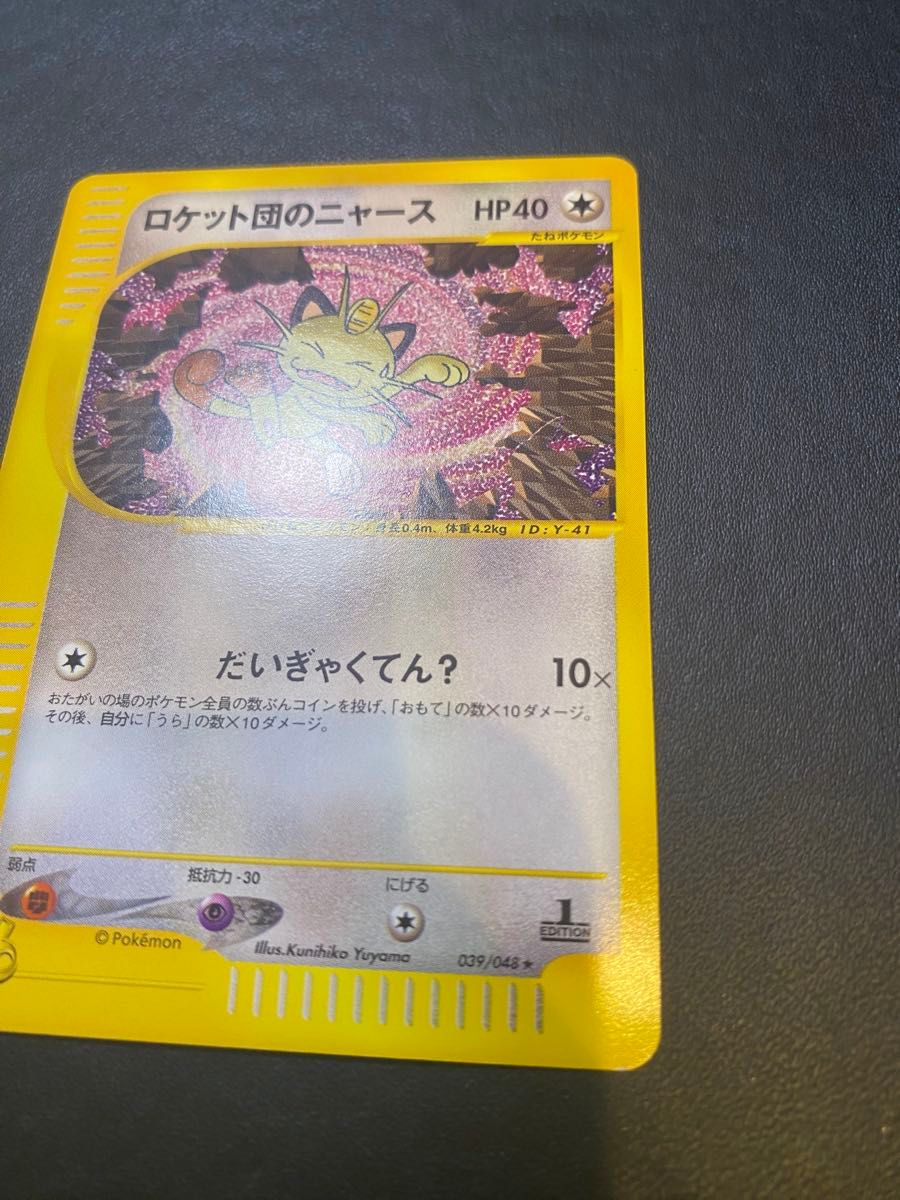 ロケット団のニャース HP40
たねポケモン
身長0.4m、体重4.2kg ID:Y-41
だいぎゃくてん? 10×
おたがいの場のポケモン全員の数ぶんコインを投げ、「おもて」の数×10ダメージ。
その後、自分に「うら」の数×10ダメージ。
弱点 抵抗力-30 にげる
1
EDITION
©Pokémon Illus.Kunihiko Yuyama 039/048★